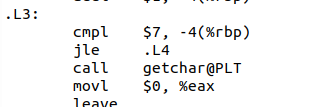 .L3:
cmpl $7, -4(%rbp)
jle .L4
call getchar@PLT
movl $0, %eax
leave